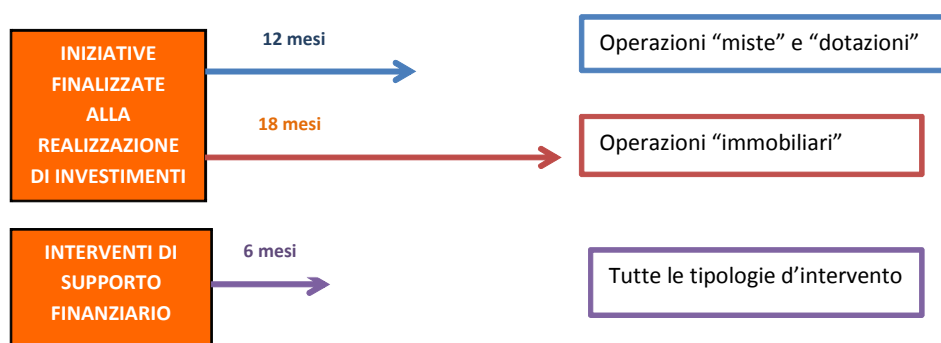 INIZIATIVE
FINALIZZATE
ALLA
REALIZZAZIONE
DI INVESTIMENTI
12 mesi
Operazioni “miste” e “dotazioni”
18 mesi
Operazioni “immobiliari”
INTERVENTI DI
SUPPORTO
FINANZIARIO
6 mesi
Tutte le tipologie d’intervento